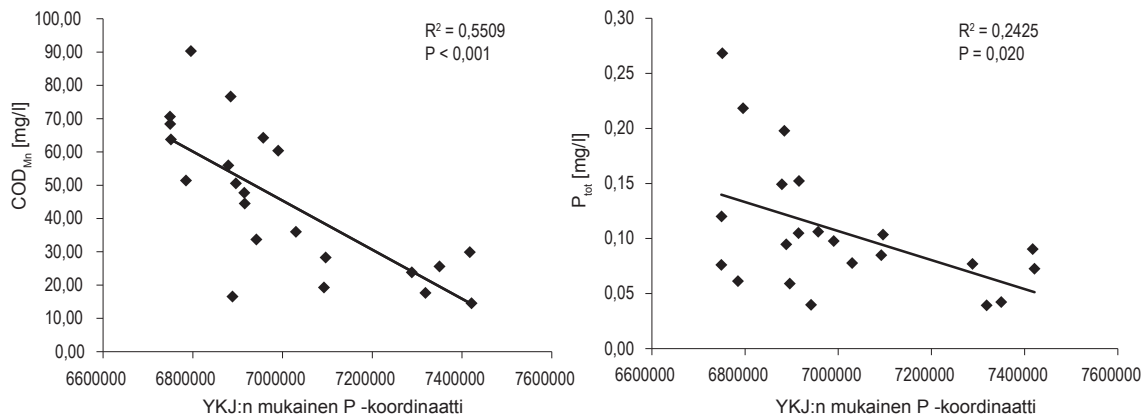 100,00
90,00
80,00
70,00
60,00
50,00
40,00
30,00
20,00
10,00
0,00
COD_Mn [mg/l]
R² = 0,5509
P < 0,001
6600000 6800000 7000000 7200000 7400000 7600000
YKJ:n mukainen P -koordinaatti
0,30
0,25
0,20
0,15
0,10
0,05
0,00
P_tot [mg/l]
R² = 0,2425
P = 0,020
6600000 6800000 7000000 7200000 7400000 7600000
YKJ:n mukainen P -koordinaatti